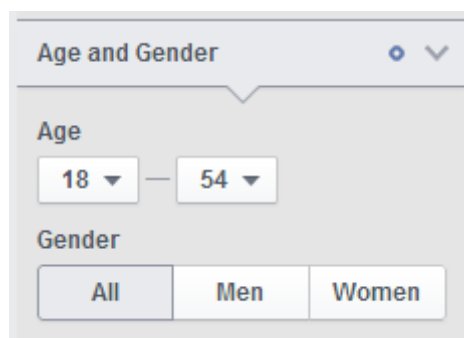 Age and Gender
Age
18 — 54
Gender
All Men Women